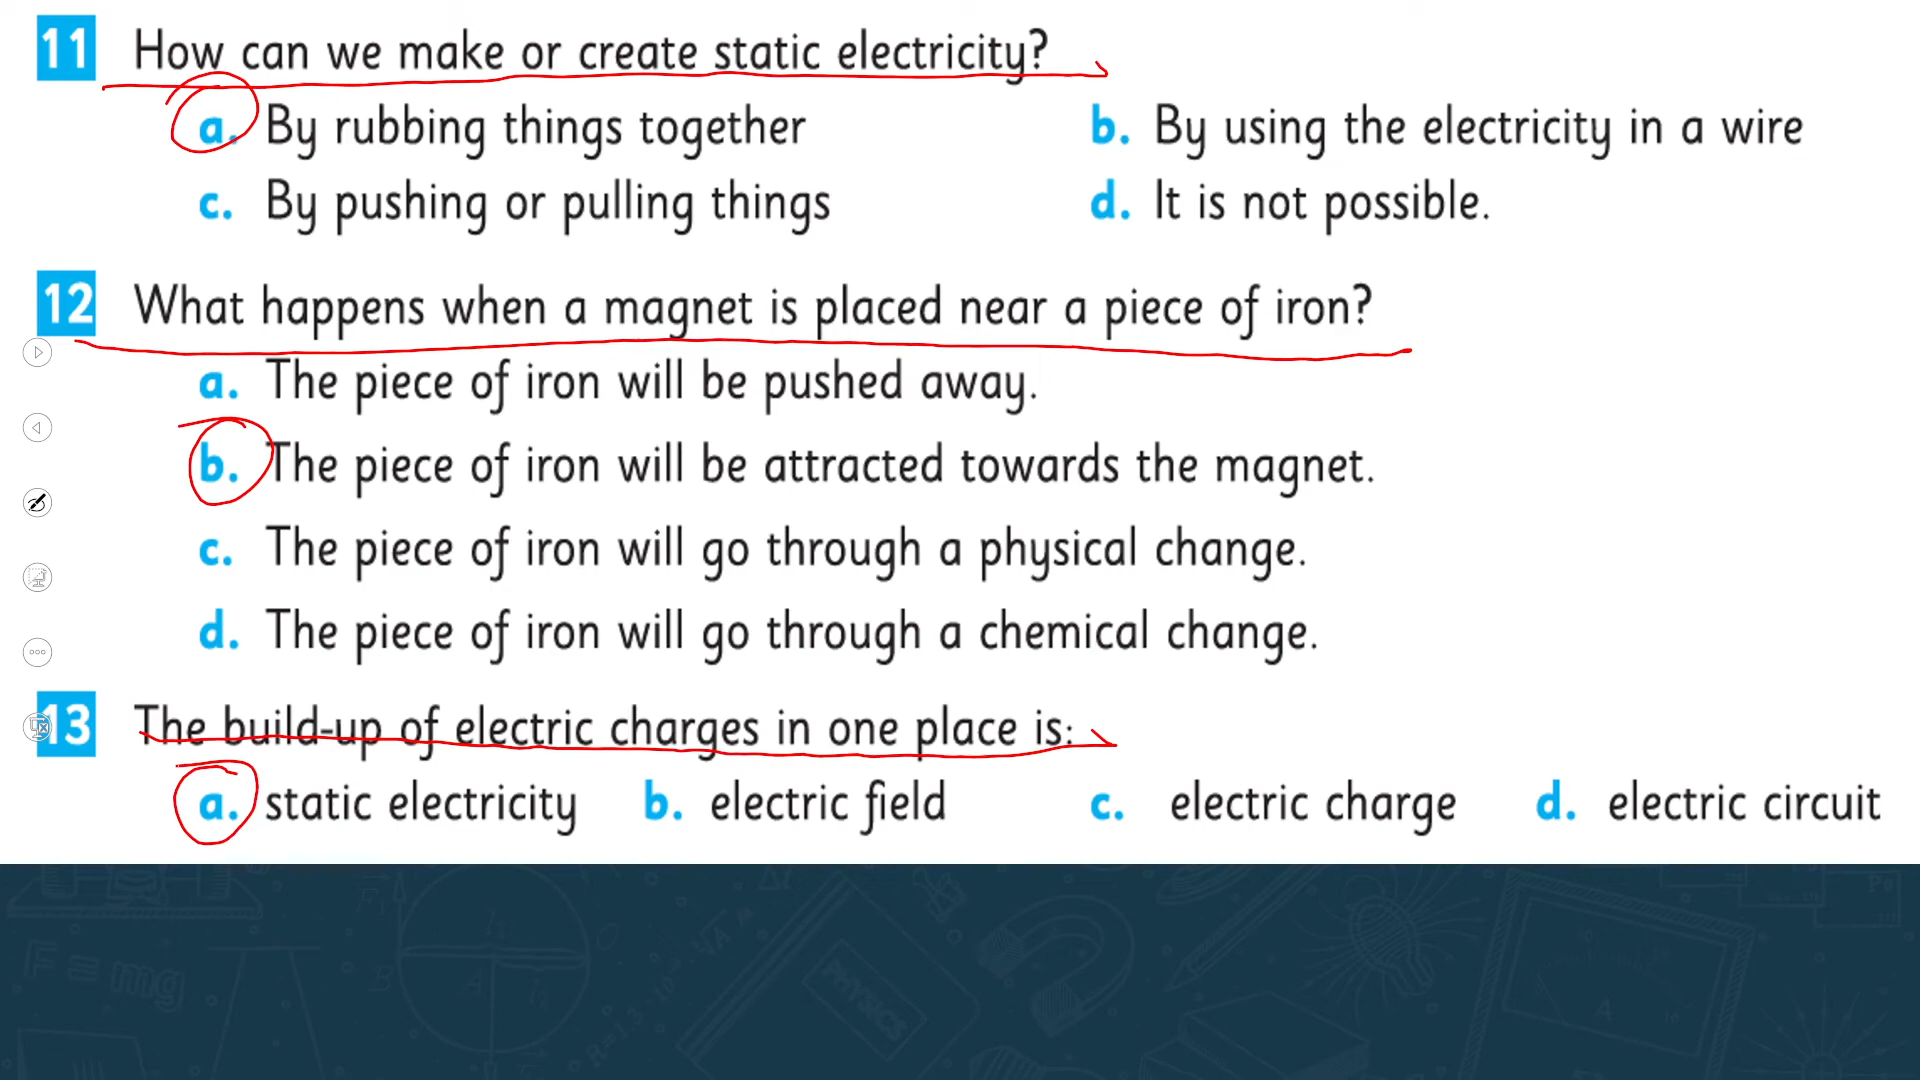 11 How can we make or create static electricity?
a. By rubbing things together b. By using the electricity in a wire
c. By pushing or pulling things d. It is not possible.
12 What happens when a magnet is placed near a piece of iron?
a. The piece of iron will be pushed away.
b. The piece of iron will be attracted towards the magnet.
c. The piece of iron will go through a physical change.
d. The piece of iron will go through a chemical change.
13 The build-up of electric charges in one place is:
a. static electricity b. electric field c. electric charge d. electric circuit
F = mg
PHYSICS